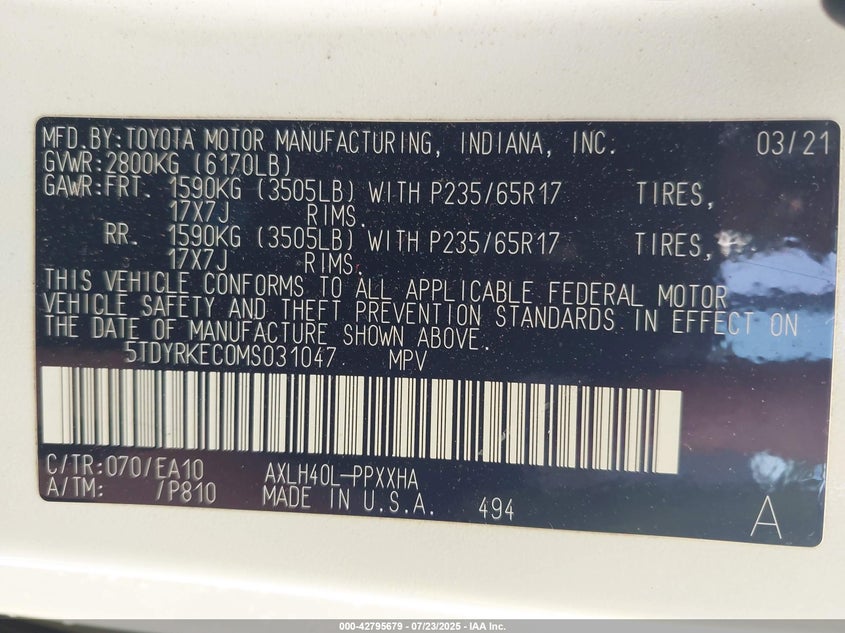 MFD.BY:TOYOTA MOTOR MANUFACTURING, INDIANA, INC. 03/21
GVWR:2800KG (6170LB)
GAWR:FRT. 1590KG (3505LB) WITH P235/65R17 TIRES,
17X7J RIMS.
RR. 1590KG (3505LB) WITH P235/65R17 TIRES,
17X7J RIMS.
THIS VEHICLE CONFORMS TO ALL APPLICABLE FEDERAL MOTOR
VEHICLE SAFETY AND THEFT PREVENTION STANDARDS IN EFFECT ON
THE DATE OF MANUFACTURE SHOWN ABOVE.
5TDYRKEC0MS031047 MPV
C/TR:070/EA10 AXLH40L-PPXXHA
A/TM: /P810 MADE IN U.S.A. 494
A
000-42795679 - 07/23/2025 - IAA Inc.